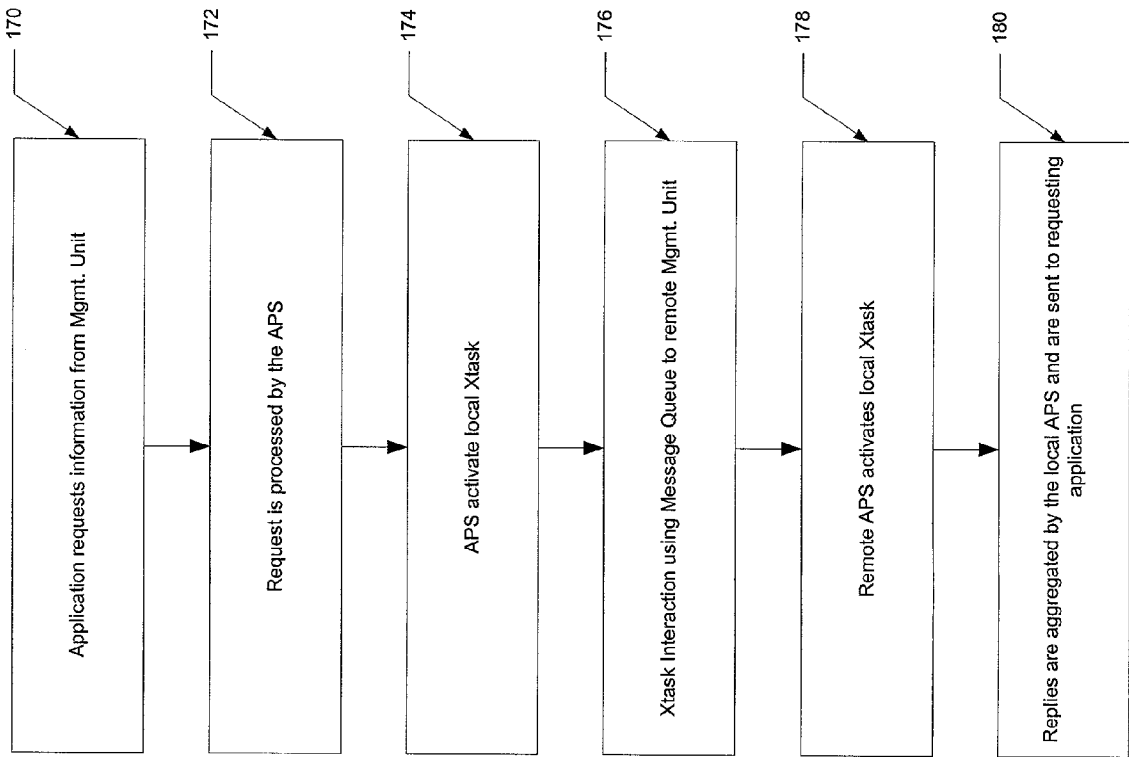 170
Application requests information from Mgmt. Unit
172
Request is processed by the APS
174
APS activate local Xtask
176
Xtask Interaction using Message Queue to remote Mgmt. Unit
178
Remote APS activates local Xtask
180
Replies are aggregated by the local APS and are sent to requesting
application